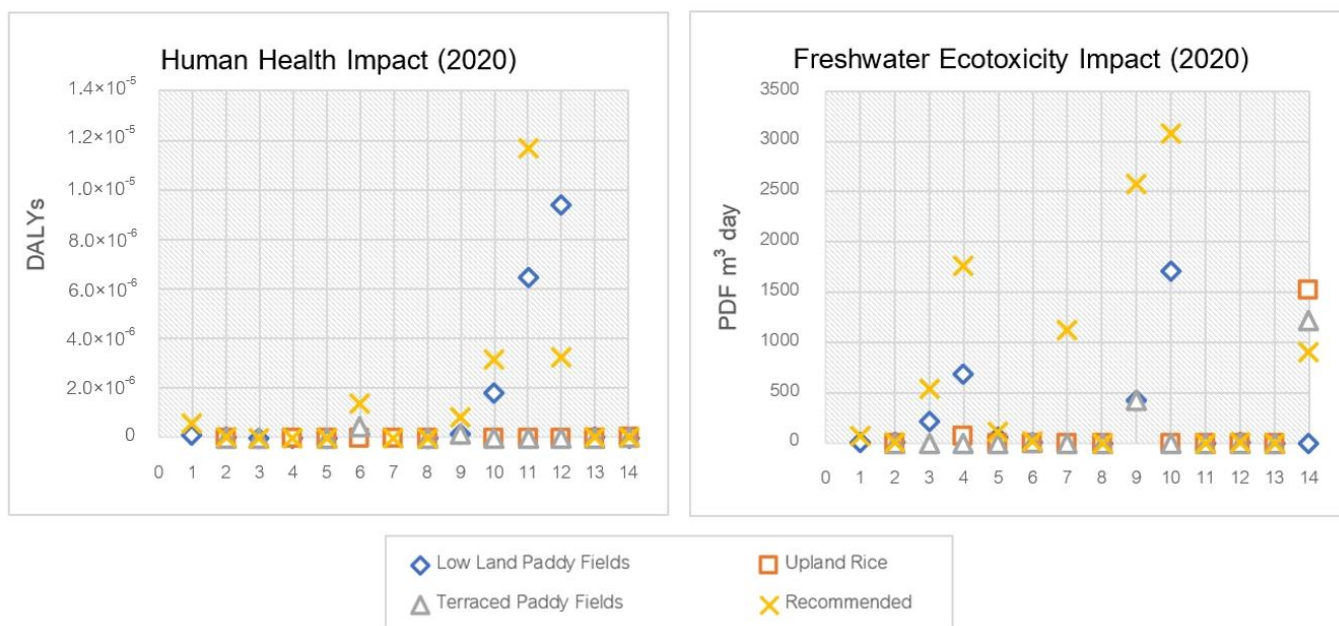 Human Health Impact (2020)
1.4×10⁻⁵
1.2×10⁻⁵
1.0×10⁻⁵
8.0×10⁻⁶
6.0×10⁻⁶
4.0×10⁻⁶
2.0×10⁻⁶
0
DALYs
0 1 2 3 4 5 6 7 8 9 10 11 12 13 14
Freshwater Ecotoxicity Impact (2020)
3500
3000
2500
2000
1500
1000
500
0
PDF m³ day
0 1 2 3 4 5 6 7 8 9 10 11 12 13 14
Low Land Paddy Fields Upland Rice
Terraced Paddy Fields Recommended